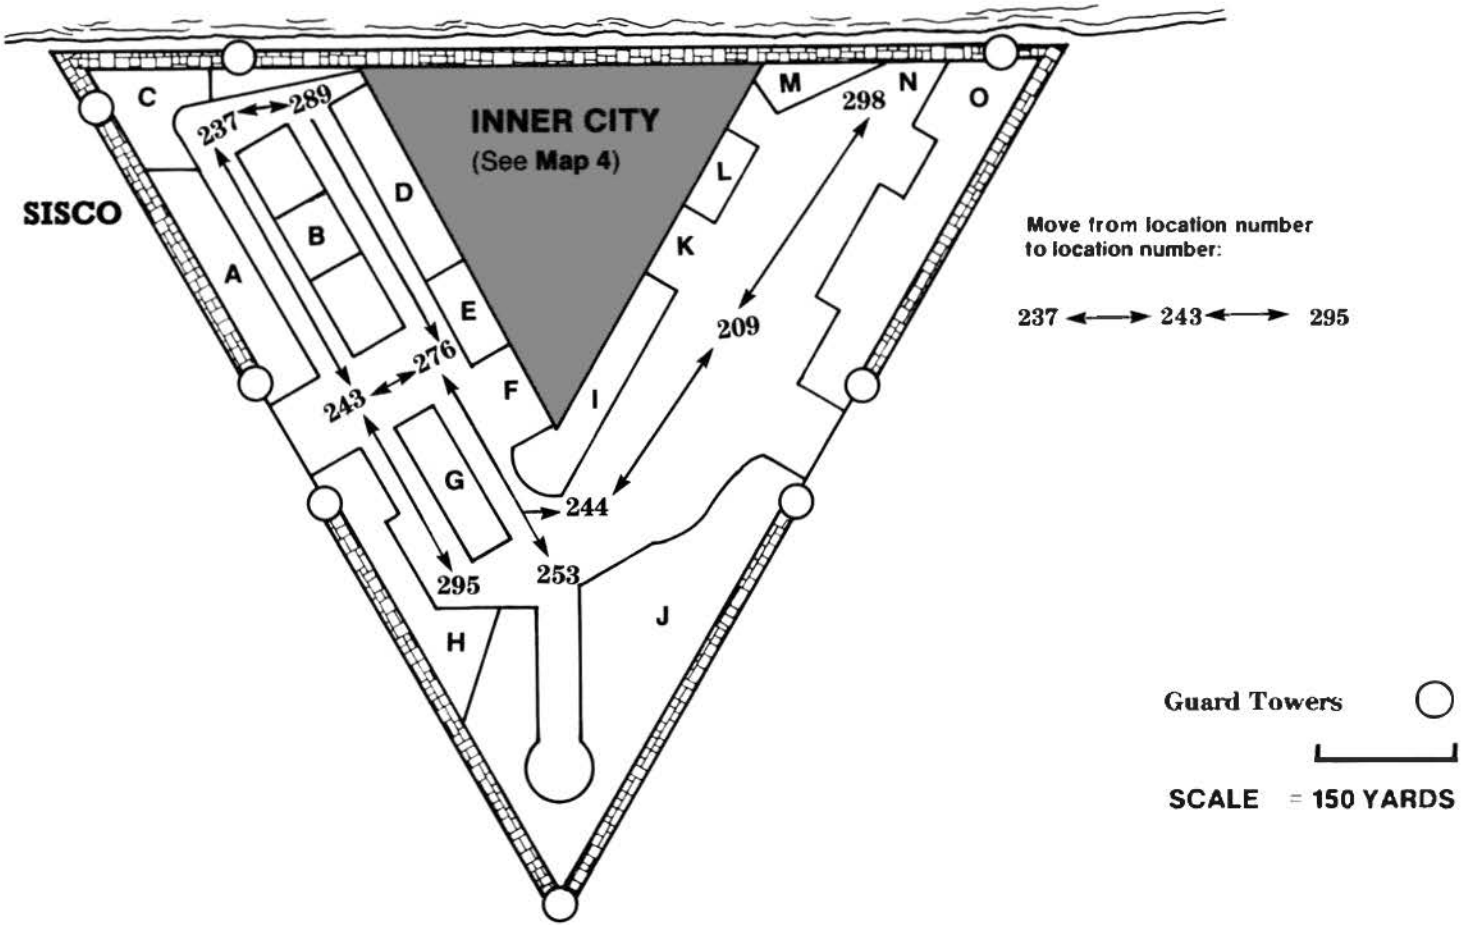 C
M
N
O
237
289
298
INNER CITY
(See Map 4)
L
D
SISCO
B
K
A
Move from location number
to location number:
E
209
237 243 295
276
F
I
243
G
244
253
295
H
J
Guard Towers
SCALE = 150 YARDS